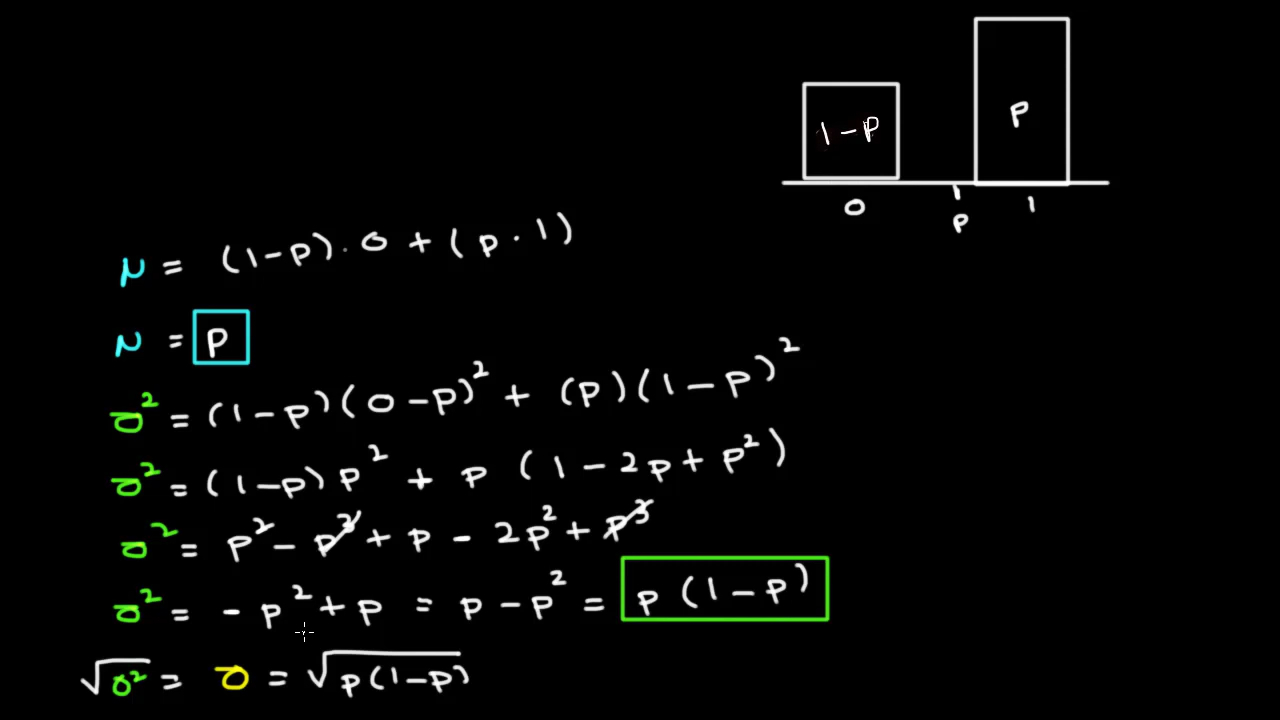 1 - p
p
0 p 1
μ = (1 - p) · 0 + (p · 1)
μ = p
σ² = (1 - p)(0 - p)² + (p)(1 - p)²
σ² = (1 - p) p² + p (1 - 2p + p²)
σ² = p² - p³ + p - 2p² + p³
σ² = - p² + p = p - p² = p (1 - p)
√σ² = σ = √p(1 - p)